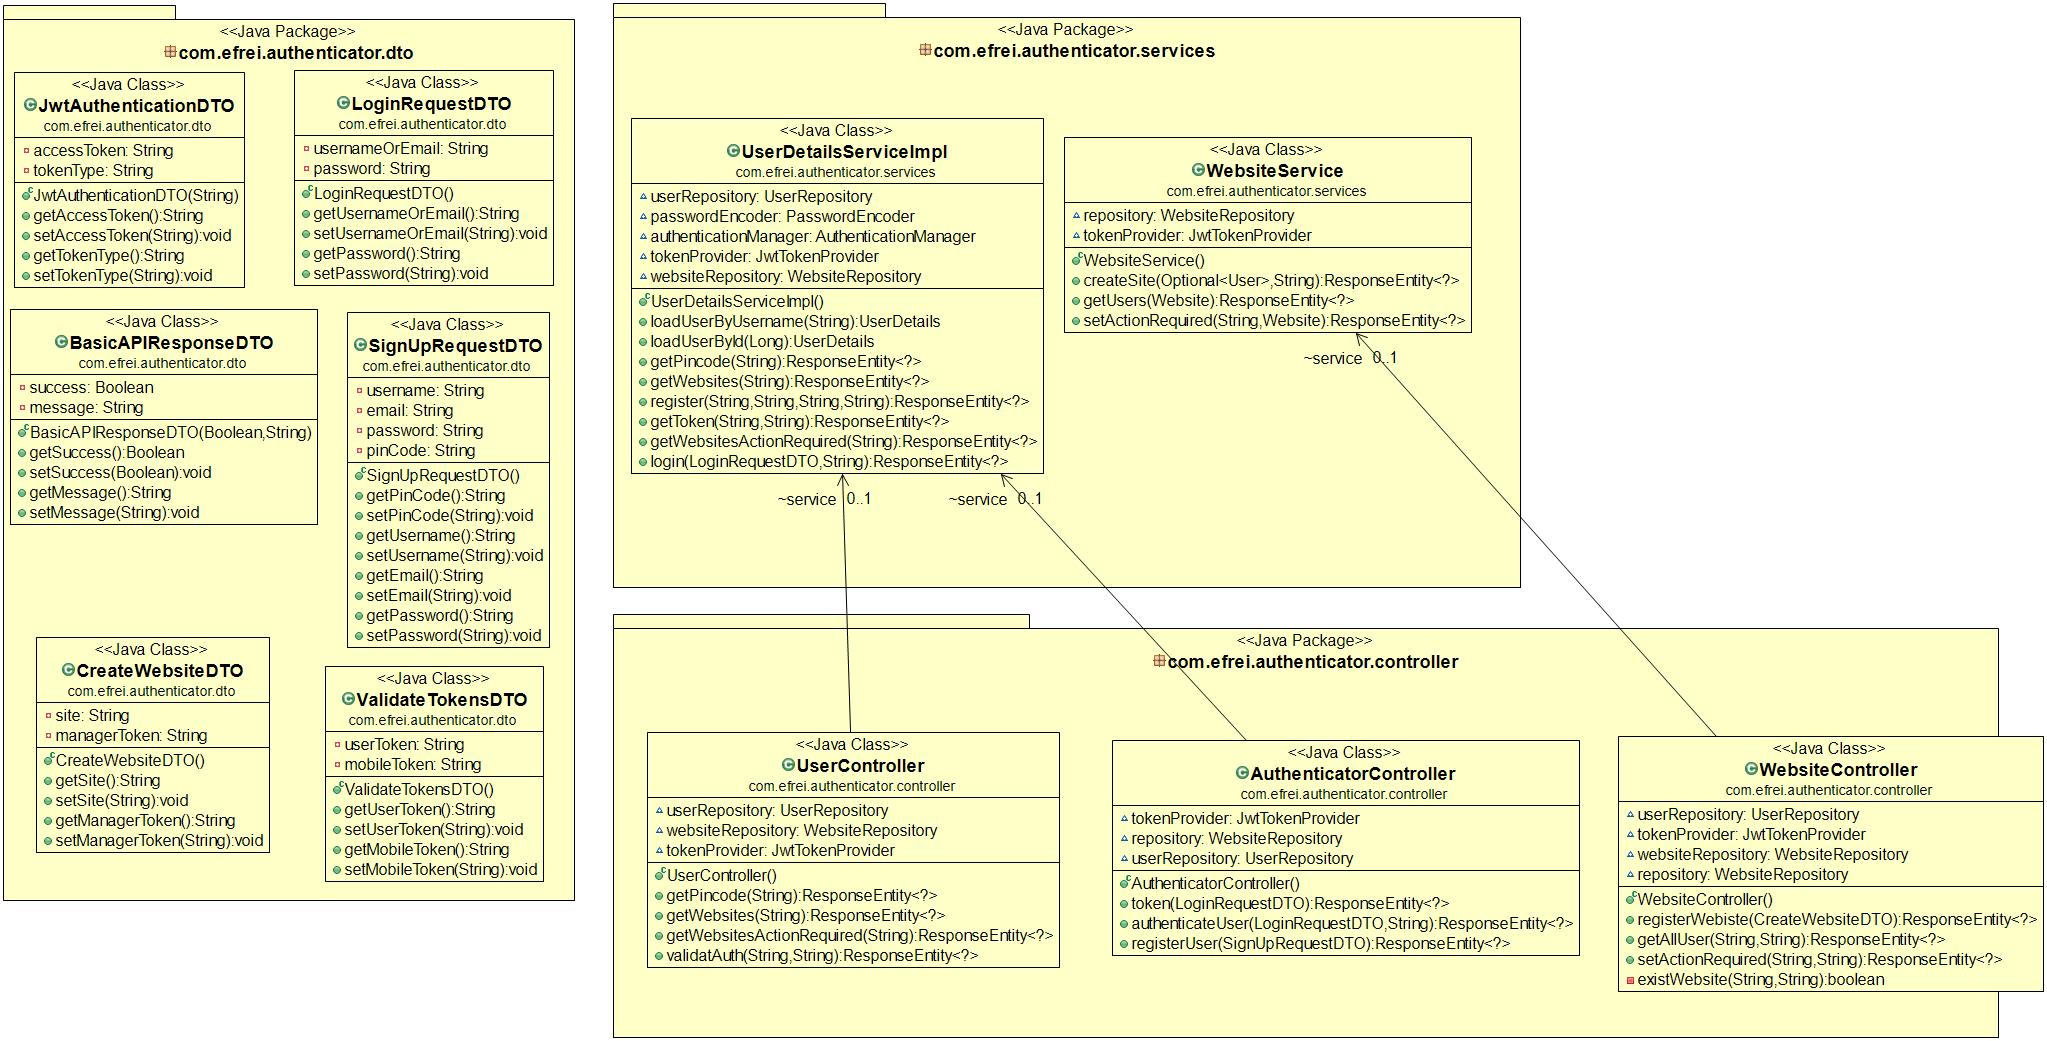 <<Java Package>>
com.efrei.authenticator.dto
<<Java Class>>
JwtAuthenticationDTO
com.efrei.authenticator.dto
accessToken: String
tokenType: String
JwtAuthenticationDTO(String)
getAccessToken():String
setAccessToken(String):void
getTokenType():String
setTokenType(String):void
<<Java Class>>
LoginRequestDTO
com.efrei.authenticator.dto
usernameOrEmail: String
password: String
LoginRequestDTO()
getUsernameOrEmail():String
setUsernameOrEmail(String):void
getPassword():String
setPassword(String):void
<<Java Class>>
BasicAPIResponseDTO
com.efrei.authenticator.dto
success: Boolean
message: String
BasicAPIResponseDTO(Boolean,String)
getSuccess():Boolean
setSuccess(Boolean):void
getMessage():String
setMessage(String):void
<<Java Class>>
SignUpRequestDTO
com.efrei.authenticator.dto
username: String
email: String
password: String
pinCode: String
SignUpRequestDTO()
getPinCode():String
setPinCode(String):void
getUsername():String
setUsername(String):void
getEmail():String
setEmail(String):void
getPassword():String
setPassword(String):void
<<Java Class>>
CreateWebsiteDTO
com.efrei.authenticator.dto
site: String
managerToken: String
CreateWebsiteDTO()
getSite():String
setSite(String):void
getManagerToken():String
setManagerToken(String):void
<<Java Class>>
ValidateTokensDTO
com.efrei.authenticator.dto
userToken: String
mobileToken: String
ValidateTokensDTO()
getUserToken():String
setUserToken(String):void
getMobileToken():String
setMobileToken(String):void
<<Java Package>>
com.efrei.authenticator.services
<<Java Class>>
UserDetailsServiceImpl
com.efrei.authenticator.services
userRepository: UserRepository
passwordEncoder: PasswordEncoder
authenticationManager: AuthenticationManager
tokenProvider: JwtTokenProvider
websiteRepository: WebsiteRepository
UserDetailsServiceImpl()
loadUserByUsername(String):UserDetails
loadUserById(Long):UserDetails
getPincode(String):ResponseEntity<?>
getWebsites(String):ResponseEntity<?>
register(String,String,String,String):ResponseEntity<?>
getToken(String,String):ResponseEntity<?>
getWebsitesActionRequired(String):ResponseEntity<?>
login(LoginRequestDTO,String):ResponseEntity<?>
<<Java Class>>
WebsiteService
com.efrei.authenticator.services
repository: WebsiteRepository
tokenProvider: JwtTokenProvider
WebsiteService()
createSite(Optional<User>,String):ResponseEntity<?>
getUsers(Website):ResponseEntity<?>
setActionRequired(String,Website):ResponseEntity<?>
~service 0..1
~service 0..1
~service 0..1
<<Java Package>>
com.efrei.authenticator.controller
<<Java Class>>
UserController
com.efrei.authenticator.controller
userRepository: UserRepository
websiteRepository: WebsiteRepository
tokenProvider: JwtTokenProvider
UserController()
getPincode(String):ResponseEntity<?>
getWebsites(String):ResponseEntity<?>
getWebsitesActionRequired(String):ResponseEntity<?>
validatAuth(String,String):ResponseEntity<?>
<<Java Class>>
AuthenticatorController
com.efrei.authenticator.controller
tokenProvider: JwtTokenProvider
repository: WebsiteRepository
userRepository: UserRepository
AuthenticatorController()
token(LoginRequestDTO):ResponseEntity<?>
authenticateUser(LoginRequestDTO,String):ResponseEntity<?>
registerUser(SignUpRequestDTO):ResponseEntity<?>
<<Java Class>>
WebsiteController
com.efrei.authenticator.controller
userRepository: UserRepository
tokenProvider: JwtTokenProvider
websiteRepository: WebsiteRepository
repository: WebsiteRepository
WebsiteController()
registerWebiste(CreateWebsiteDTO):ResponseEntity<?>
getAllUser(String,String):ResponseEntity<?>
setActionRequired(String,String):ResponseEntity<?>
existWebsite(String,String):boolean